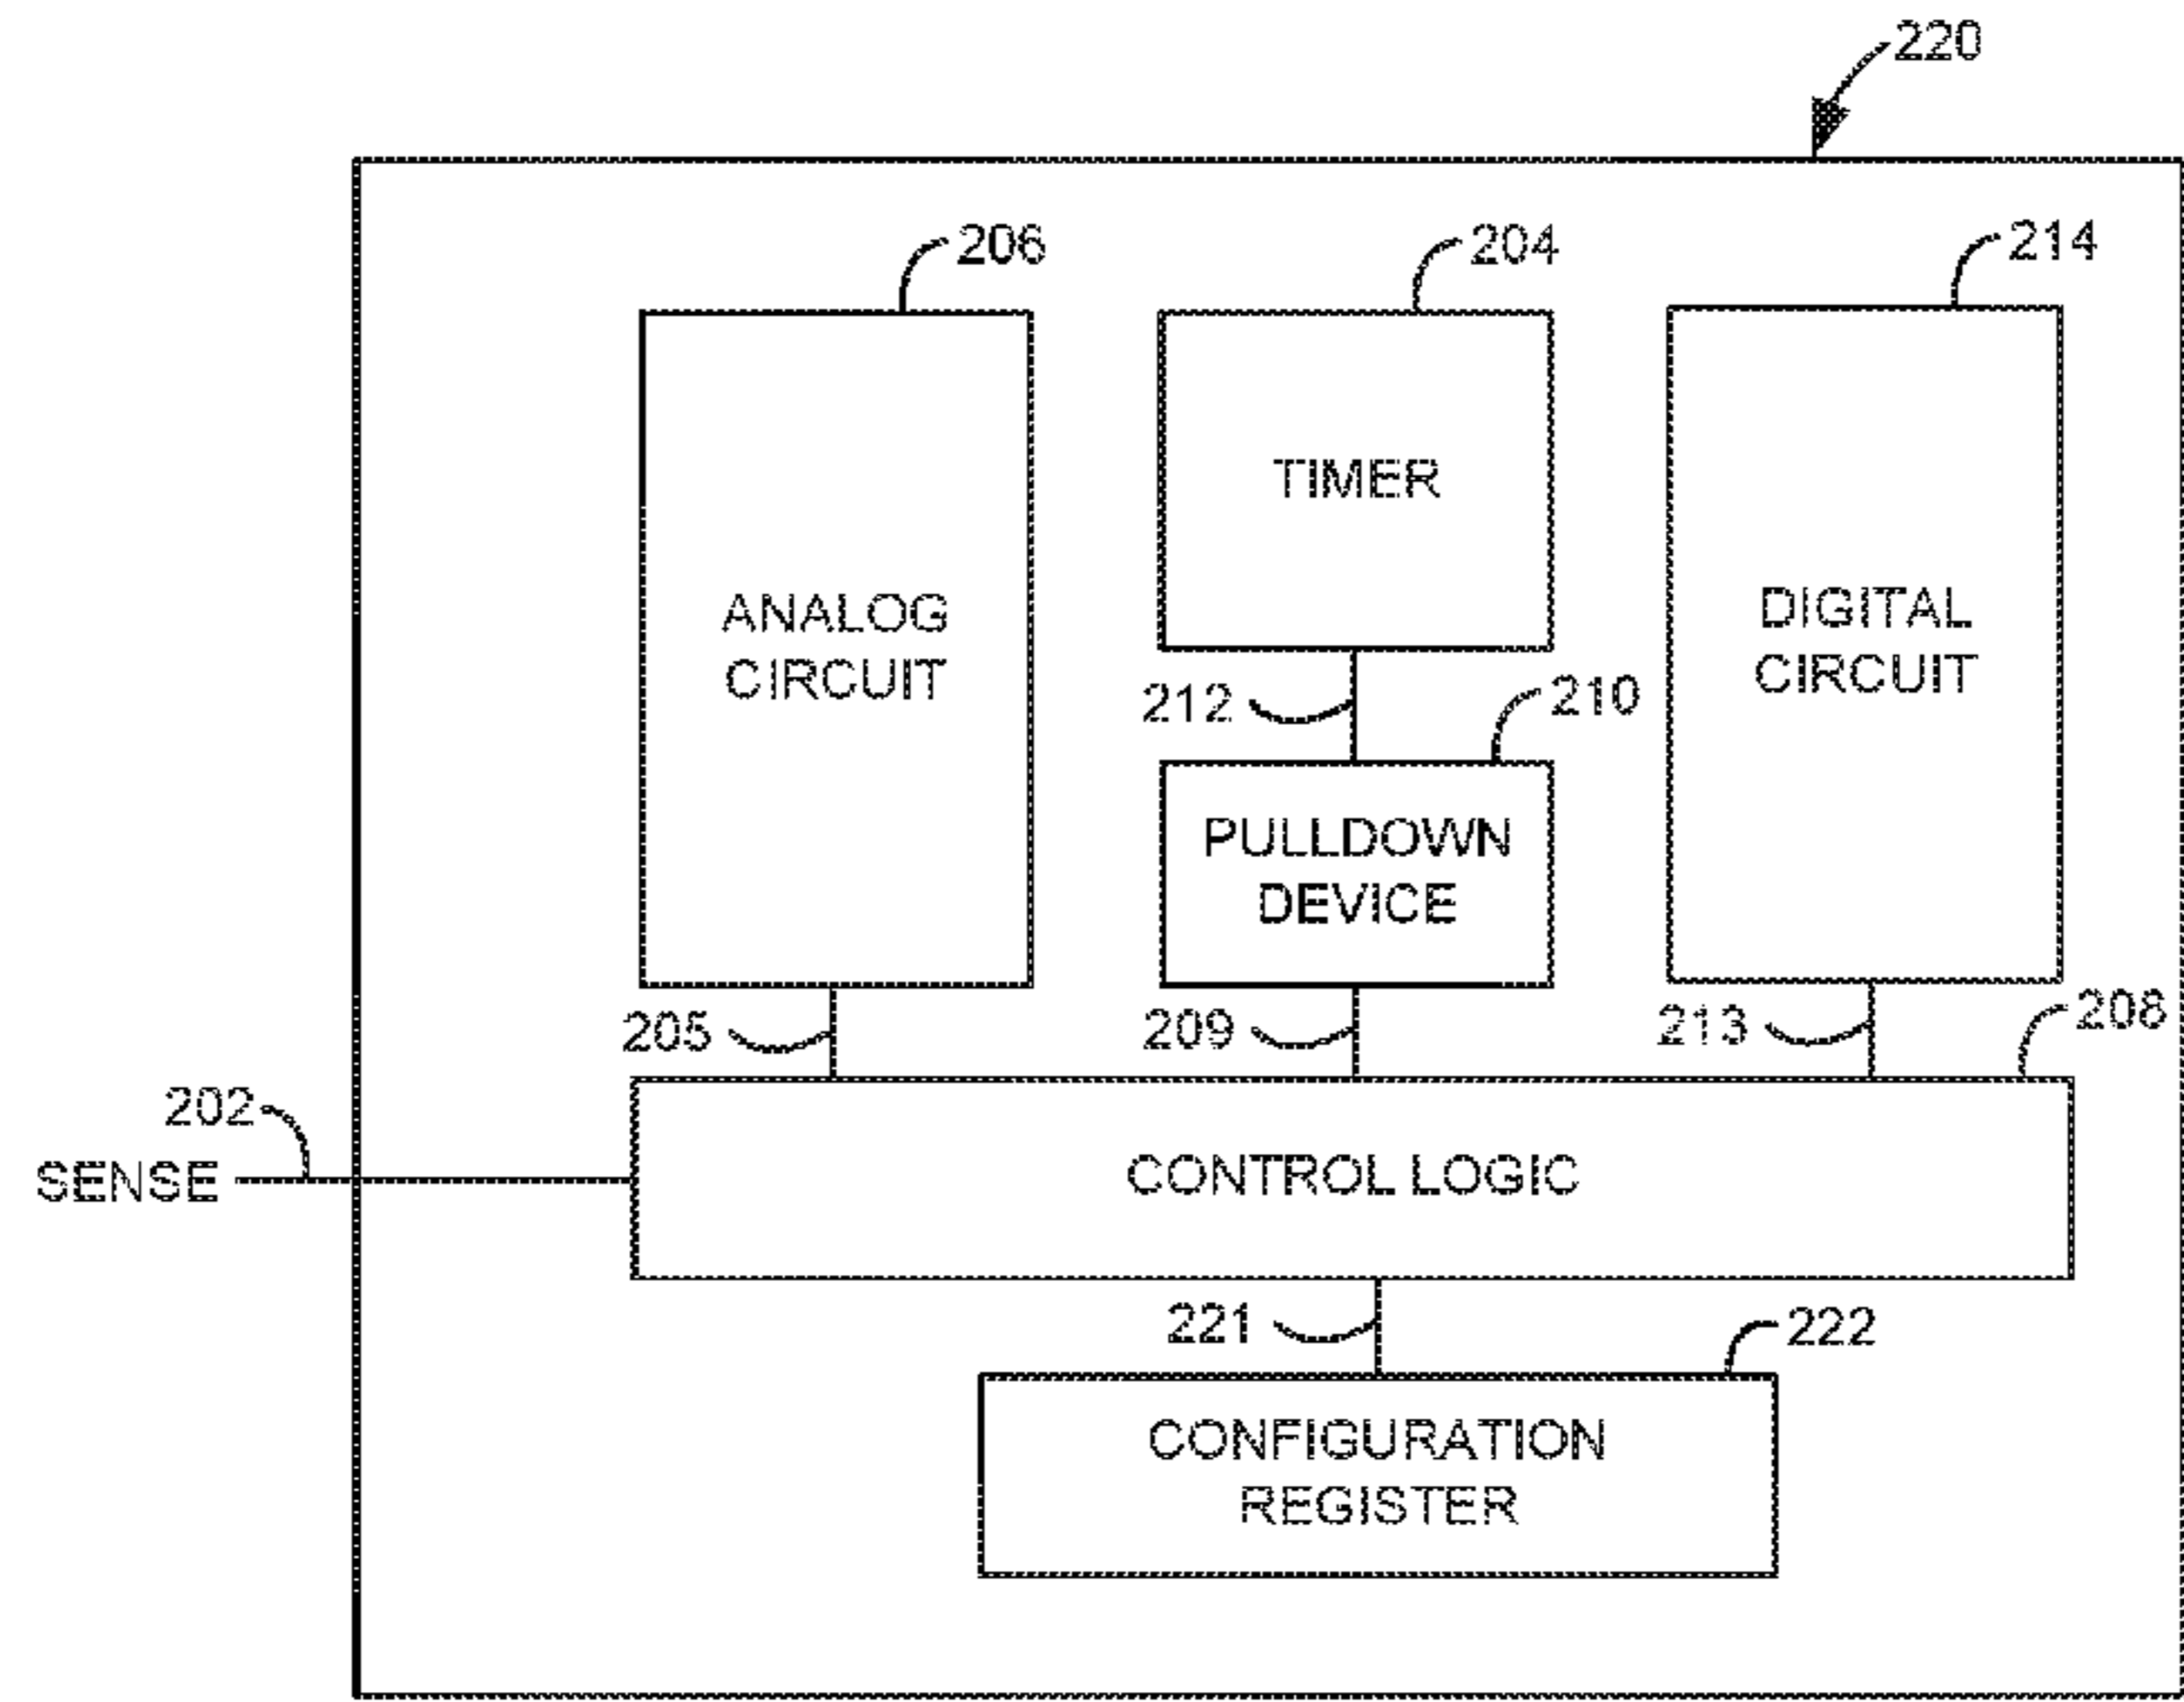 220
206
204
214
TIMER
ANALOG
CIRCUIT
DIGITAL
CIRCUIT
212
210
PULLDOWN
DEVICE
205
209
213
208
202
SENSE
CONTROL LOGIC
221
222
CONFIGURATION
REGISTER